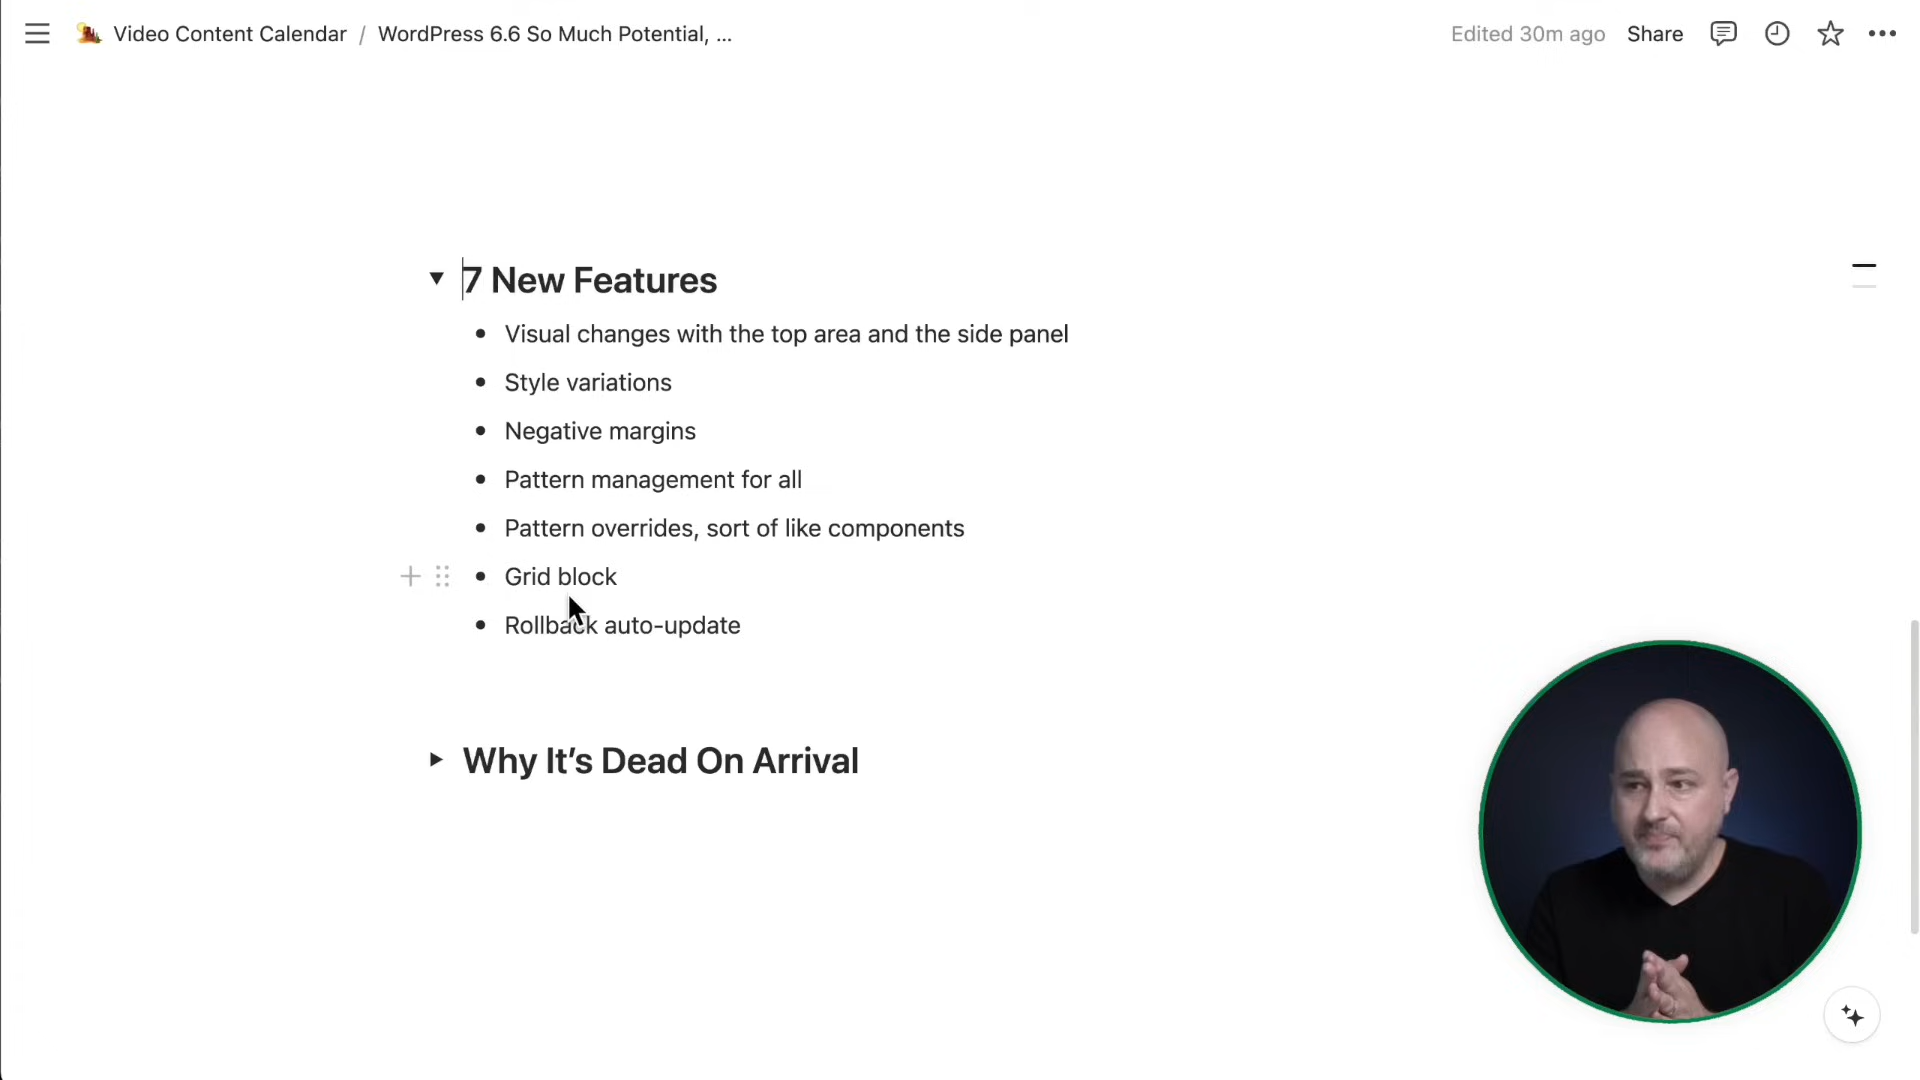 Video Content Calendar / WordPress 6.6 So Much Potential, ...
Edited 30m ago Share
7 New Features
Visual changes with the top area and the side panel
Style variations
Negative margins
Pattern management for all
Pattern overrides, sort of like components
Grid block
Rollback auto-update
Why It’s Dead On Arrival